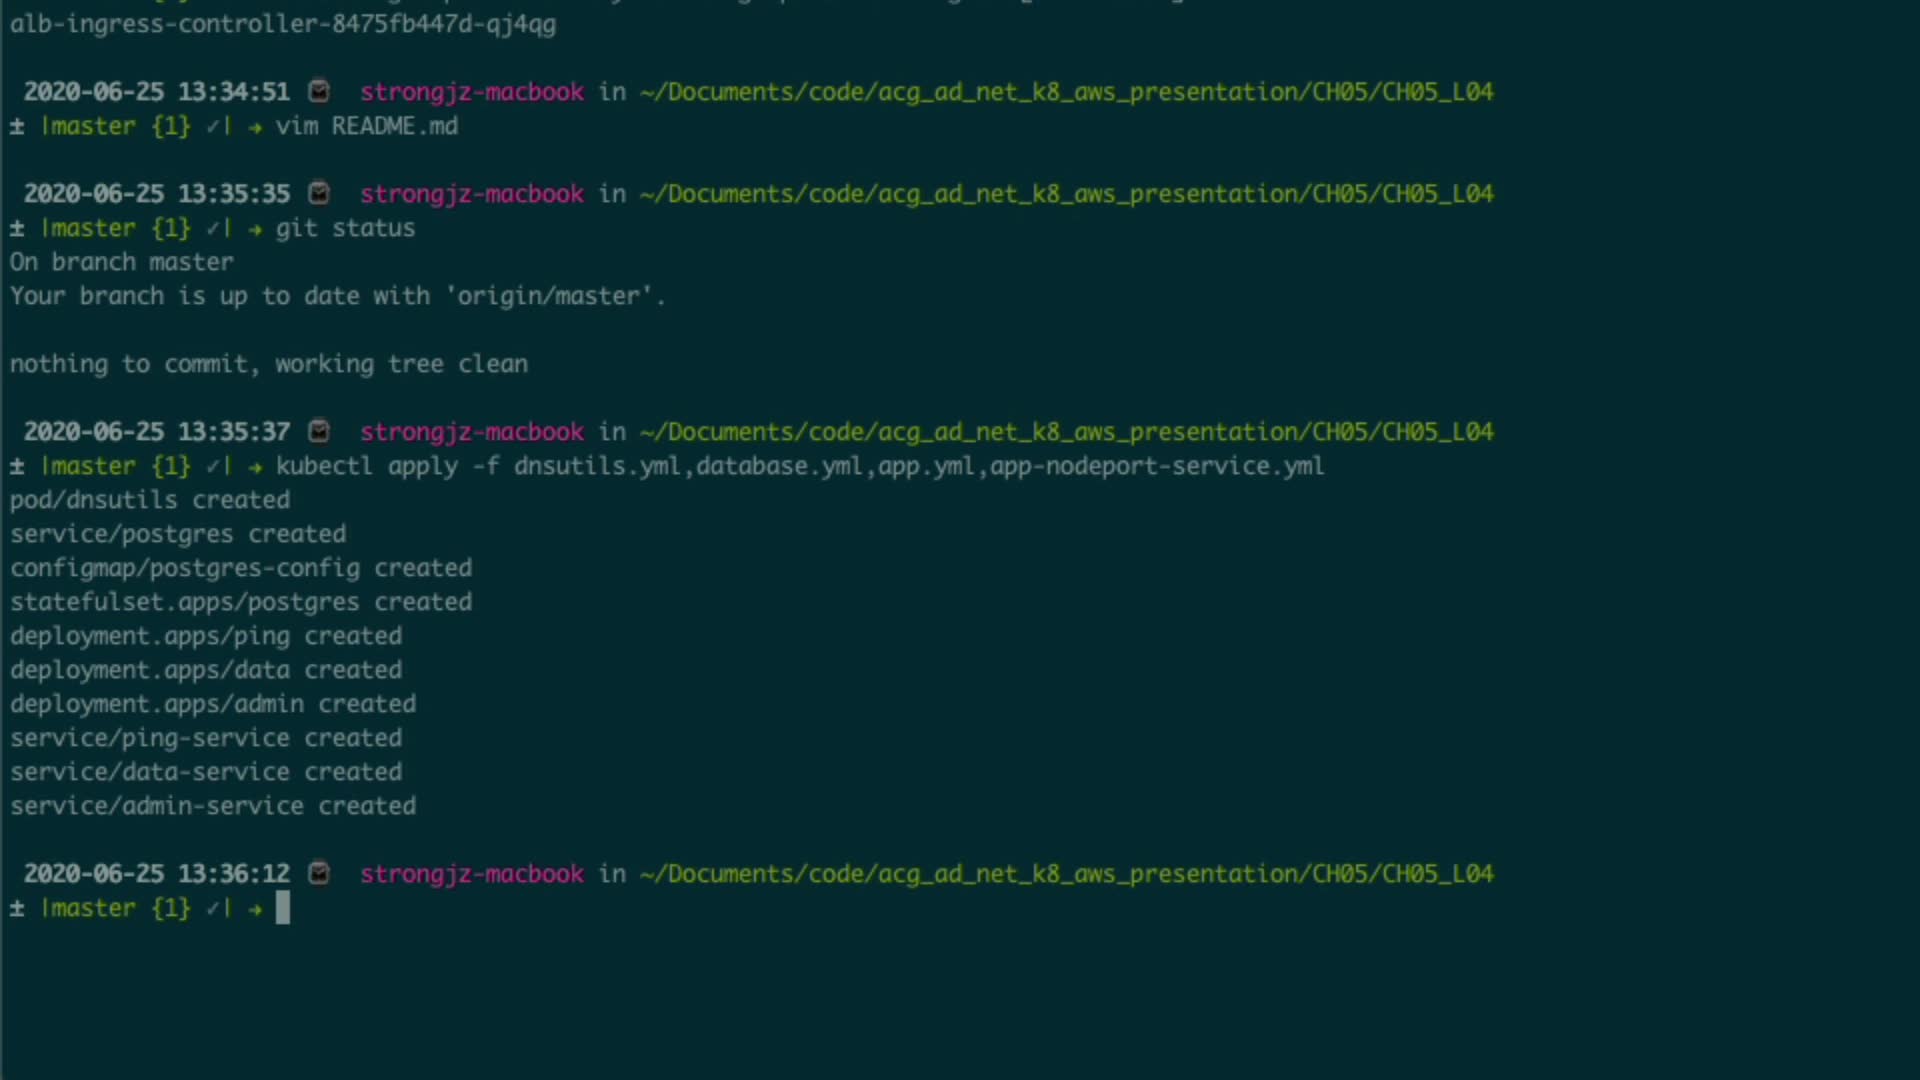 alb-ingress-controller-8475fb447d-qj4qg
2020-06-25 13:34:51 strongjz-macbook in ~/Documents/code/acg_ad_net_k8_aws_presentation/CH05/CH05_L04
± |master {1} ✓| → vim README.md
2020-06-25 13:35:35 strongjz-macbook in ~/Documents/code/acg_ad_net_k8_aws_presentation/CH05/CH05_L04
± |master {1} ✓| → git status
On branch master
Your branch is up to date with 'origin/master'.
nothing to commit, working tree clean
2020-06-25 13:35:37 strongjz-macbook in ~/Documents/code/acg_ad_net_k8_aws_presentation/CH05/CH05_L04
± |master {1} ✓| → kubectl apply -f dnsutils.yml,database.yml,app.yml,app-nodeport-service.yml
pod/dnsutils created
service/postgres created
configmap/postgres-config created
statefulset.apps/postgres created
deployment.apps/ping created
deployment.apps/data created
deployment.apps/admin created
service/ping-service created
service/data-service created
service/admin-service created
2020-06-25 13:36:12 strongjz-macbook in ~/Documents/code/acg_ad_net_k8_aws_presentation/CH05/CH05_L04
± |master {1} ✓| →